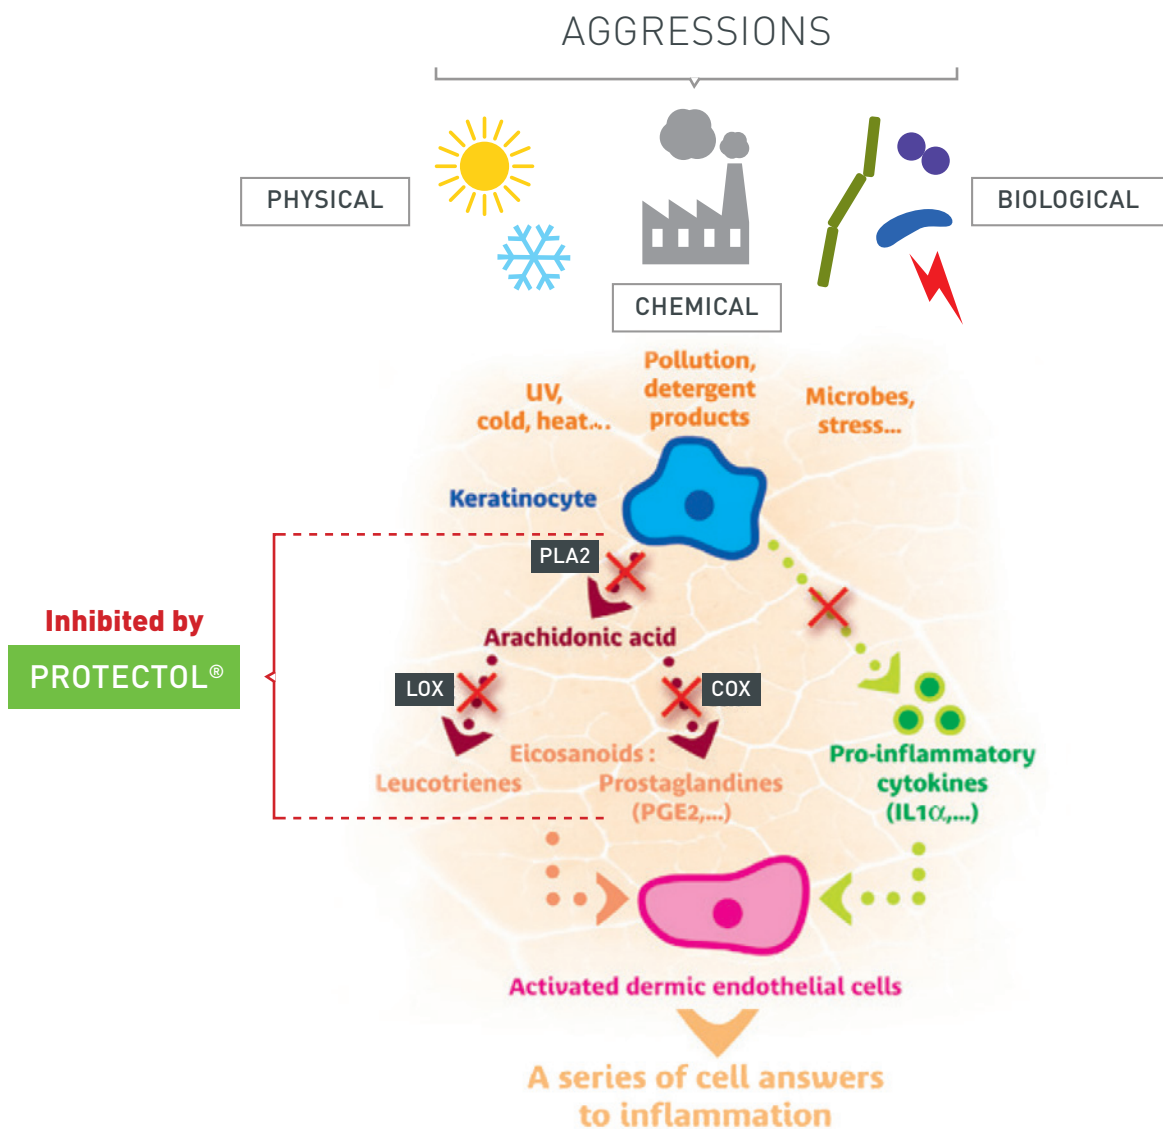 AGGRESSIONS
PHYSICAL
BIOLOGICAL
CHEMICAL
UV,
cold, heat...
Pollution,
detergent
products
Microbes,
stress...
Keratinocyte
PLA2
Inhibited by
PROTECTOL®
Arachidonic acid
LOX
COX
Eicosanoids :
Leucotrienes
Prostaglandines
(PGE2,...)
Pro-inflammatory
cytokines
(IL1α,...)
Activated dermic endothelial cells
A series of cell answers
to inflammation